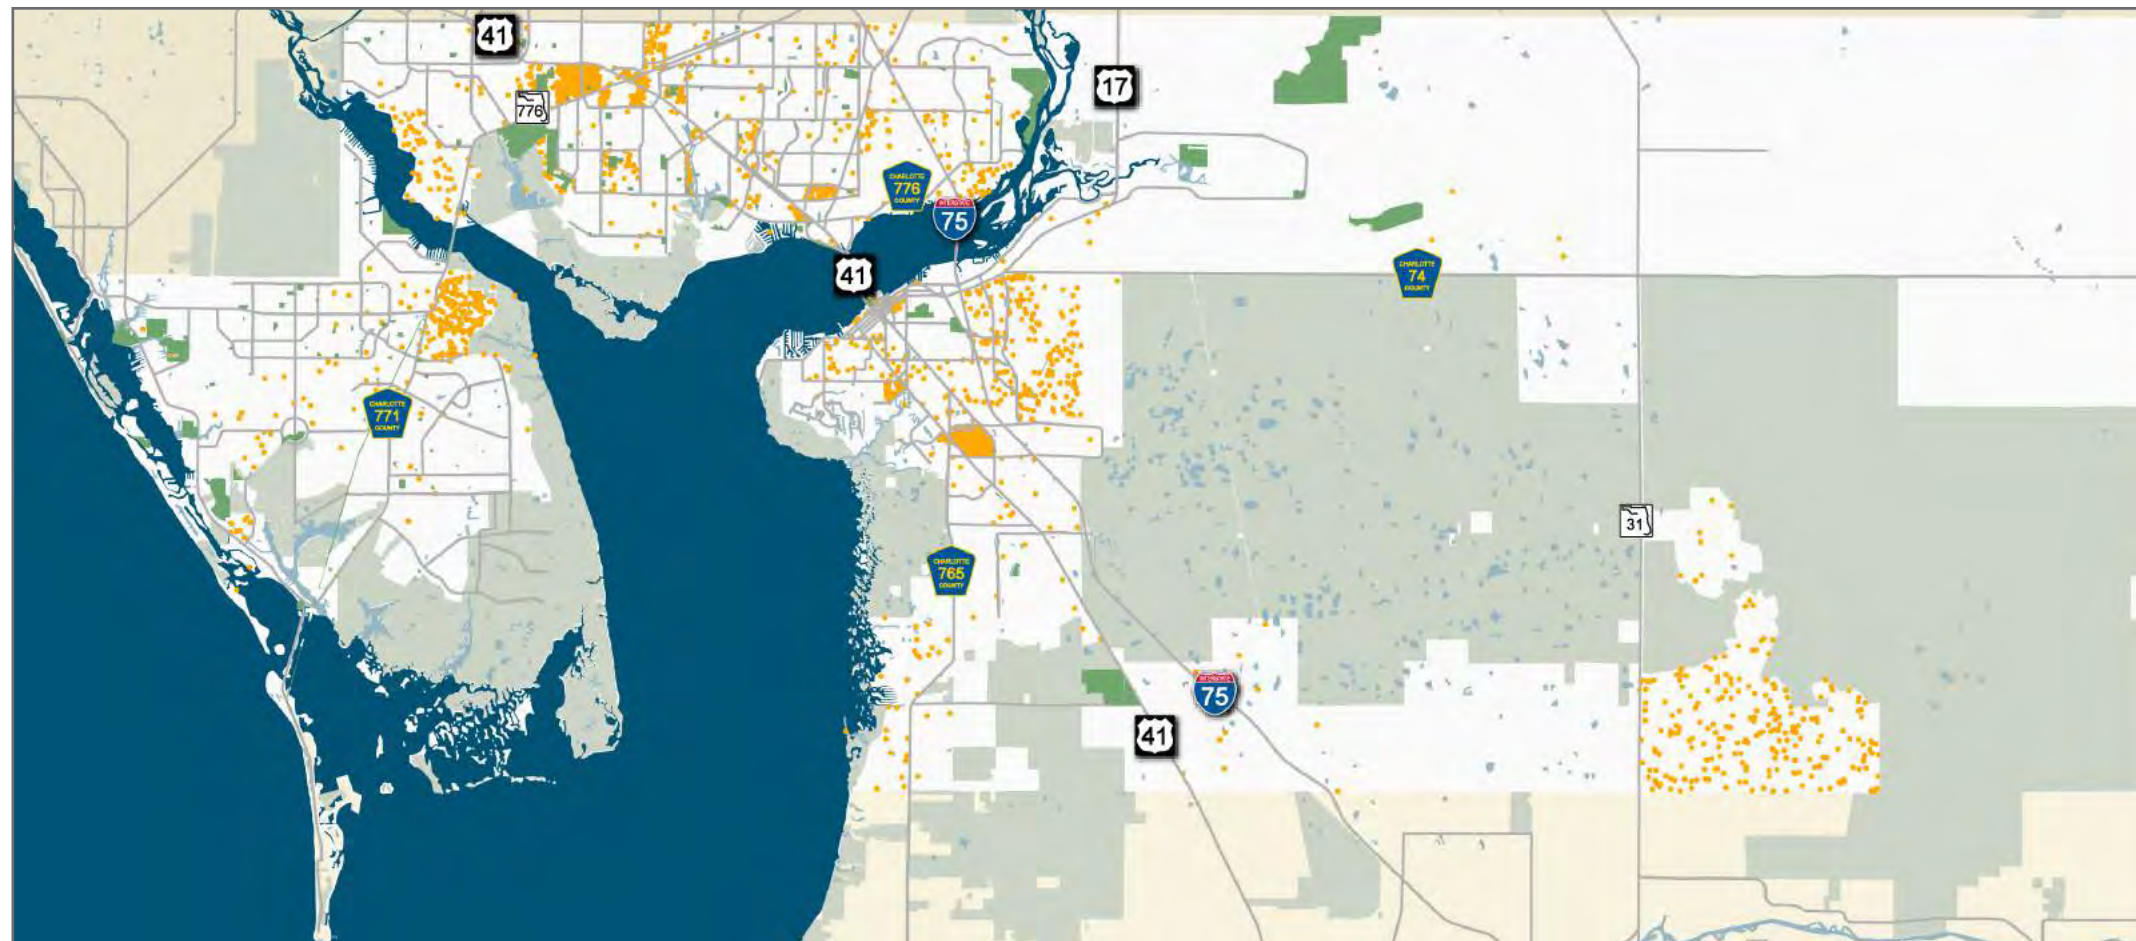 41
17
776
CHARLOTTE
776
COUNTY
INTERSTATE
75
41
CHARLOTTE
74
COUNTY
CHARLOTTE
771
COUNTY
31
CHARLOTTE
765
COUNTY
INTERSTATE
75
41